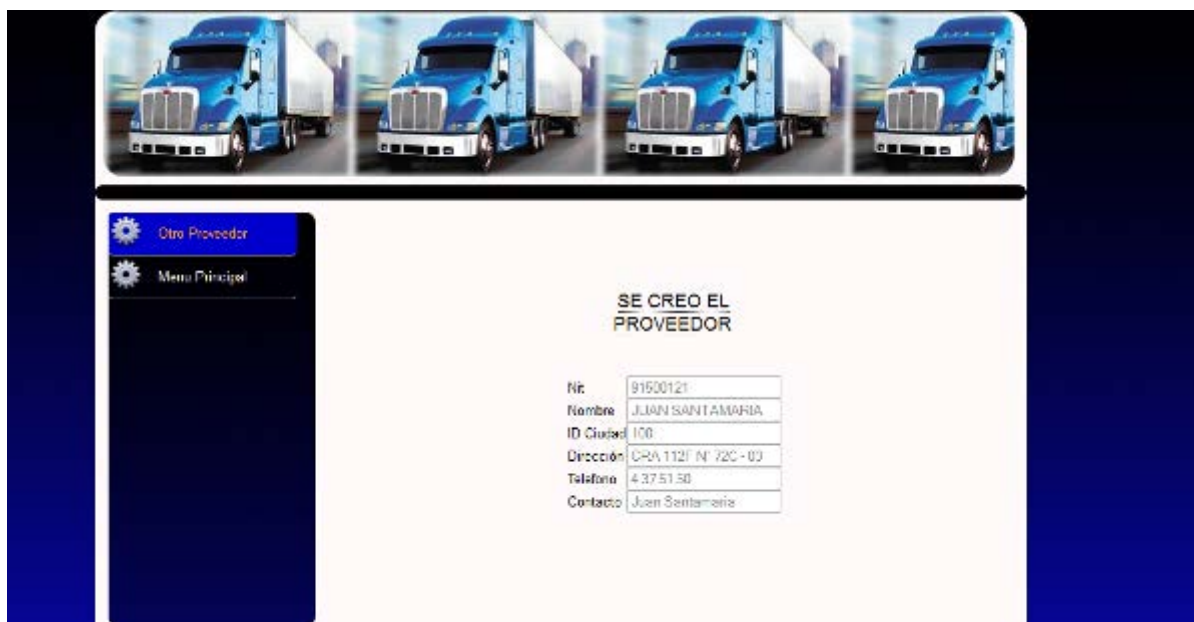 Otro Proveedor
Menu Principal
SE CREO EL
PROVEEDOR
Nit 91500121
Nombre JUAN SANTAMARIA
ID Ciudad 100
Dirección CRA 112F N° 72C - 03
Telefono 4 37 51 50
Contacto Juan Santamaria